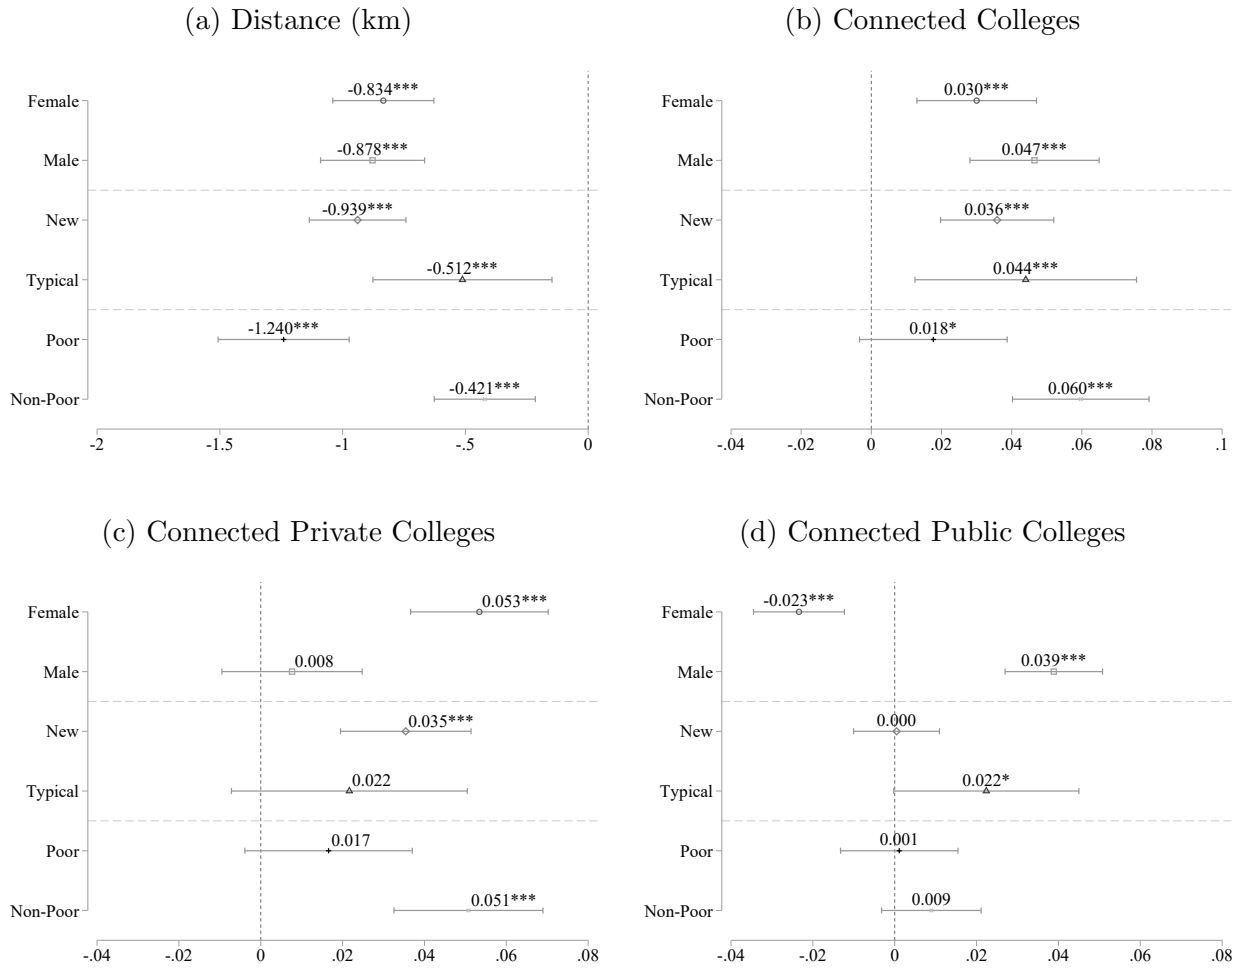 (a) Distance (km)
Female
-0.834***
Male
-0.878***
New
-0.939***
Typical
-0.512***
Poor
-1.240***
Non-Poor
-0.421***
-2 -1.5 -1 -.5 0
(b) Connected Colleges
Female
0.030***
Male
0.047***
New
0.036***
Typical
0.044***
Poor
0.018*
Non-Poor
0.060***
-.04 0 .02 .04 .06 .08 .1
(c) Connected Private Colleges
Female
0.053***
Male
0.008
New
0.035***
Typical
0.022
Poor
0.017
Non-Poor
0.051***
-.04 -.02 0 .02 .04 .06 .08
(d) Connected Public Colleges
Female
-0.023***
Male
0.039***
New
0.000
Typical
0.022*
Poor
0.001
Non-Poor
0.009
-.04 -.02 0 .02 .04 .06 .08